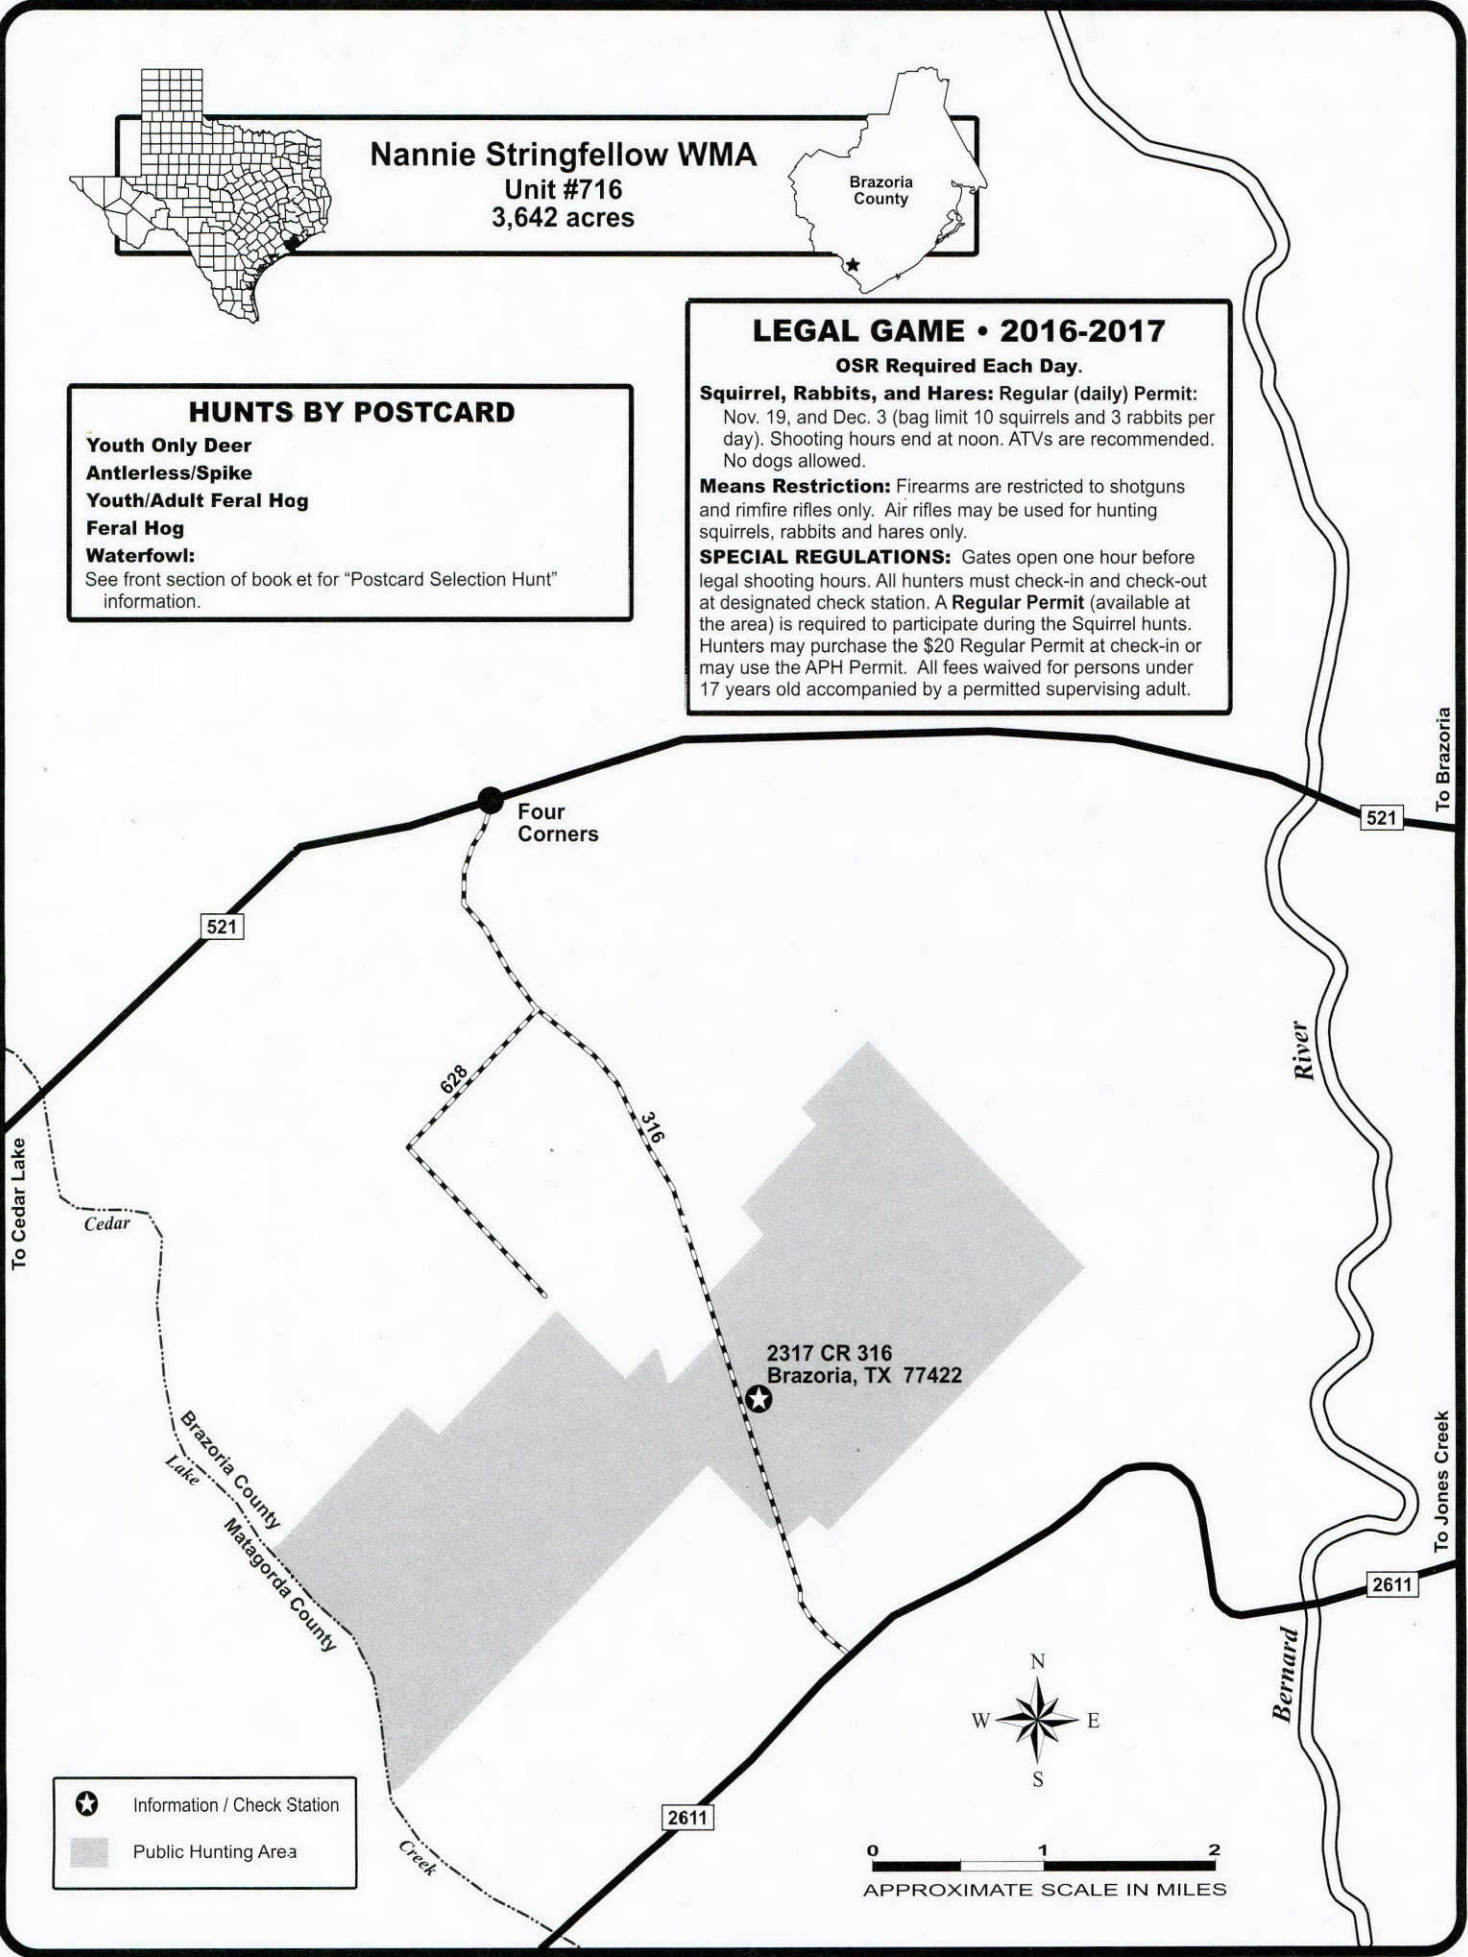 Nannie Stringfellow WMA
Unit #716
3,642 acres
Brazoria
County
LEGAL GAME • 2016-2017
OSR Required Each Day.
Squirrel, Rabbits, and Hares: Regular (daily) Permit:
Nov. 19, and Dec. 3 (bag limit 10 squirrels and 3 rabbits per
day). Shooting hours end at noon. ATVs are recommended.
No dogs allowed.
Means Restriction: Firearms are restricted to shotguns
and rimfire rifles only. Air rifles may be used for hunting
squirrels, rabbits and hares only.
SPECIAL REGULATIONS: Gates open one hour before
legal shooting hours. All hunters must check-in and check-out
at designated check station. A Regular Permit (available at
the area) is required to participate during the Squirrel hunts.
Hunters may purchase the $20 Regular Permit at check-in or
may use the APH Permit. All fees waived for persons under
17 years old accompanied by a permitted supervising adult.
HUNTS BY POSTCARD
Youth Only Deer
Antlerless/Spike
Youth/Adult Feral Hog
Feral Hog
Waterfowl:
See front section of book et for “Postcard Selection Hunt”
information.
To Brazoria
521
Four
Corners
521
River
628
316
To Cedar Lake
Cedar
2317 CR 316
Brazoria, TX 77422
Brazoria County
Lake
Matagorda County
To Jones Creek
2611
Bernard
N
W
E
S
2611
Information / Check Station
Public Hunting Area
Creek
0 1 2
APPROXIMATE SCALE IN MILES